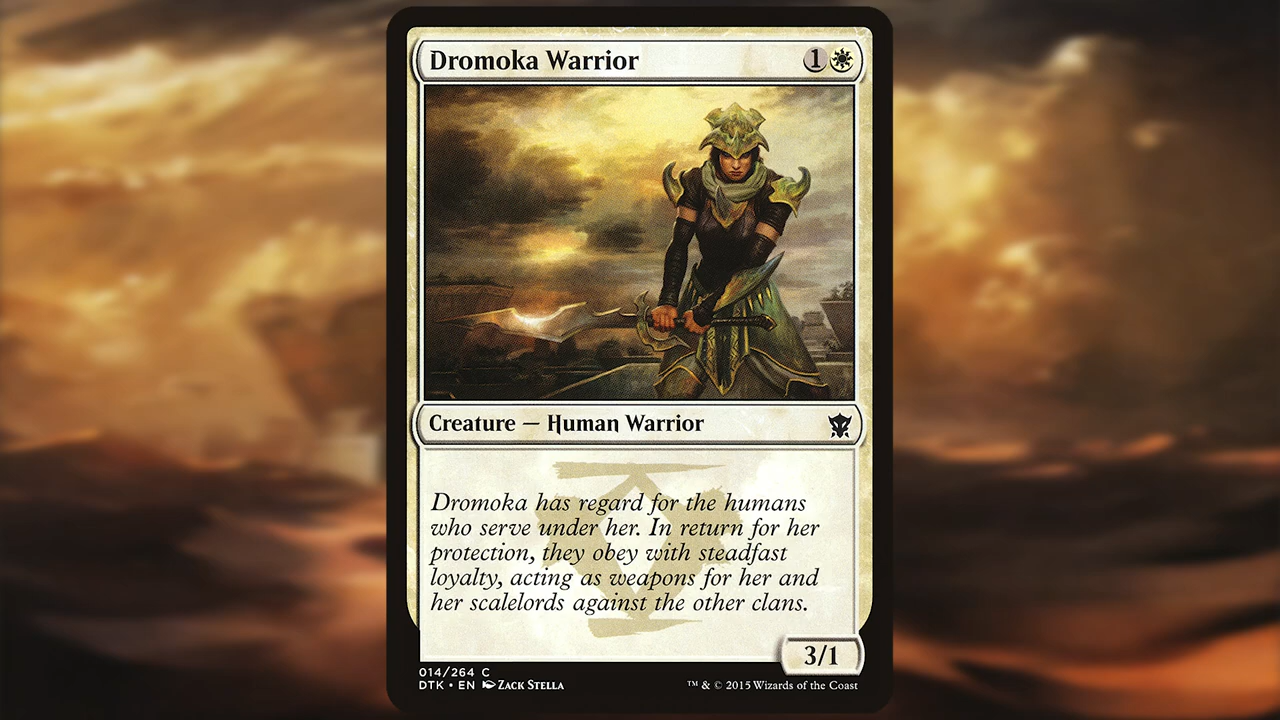 Dromoka Warrior 1
Creature — Human Warrior
Dromoka has regard for the humans
who serve under her. In return for her
protection, they obey with steadfast
loyalty, acting as weapons for her and
her scalelords against the other clans.
3/1
014/264 C
DTK • EN Zack Stella
™ & © 2015 Wizards of the Coast